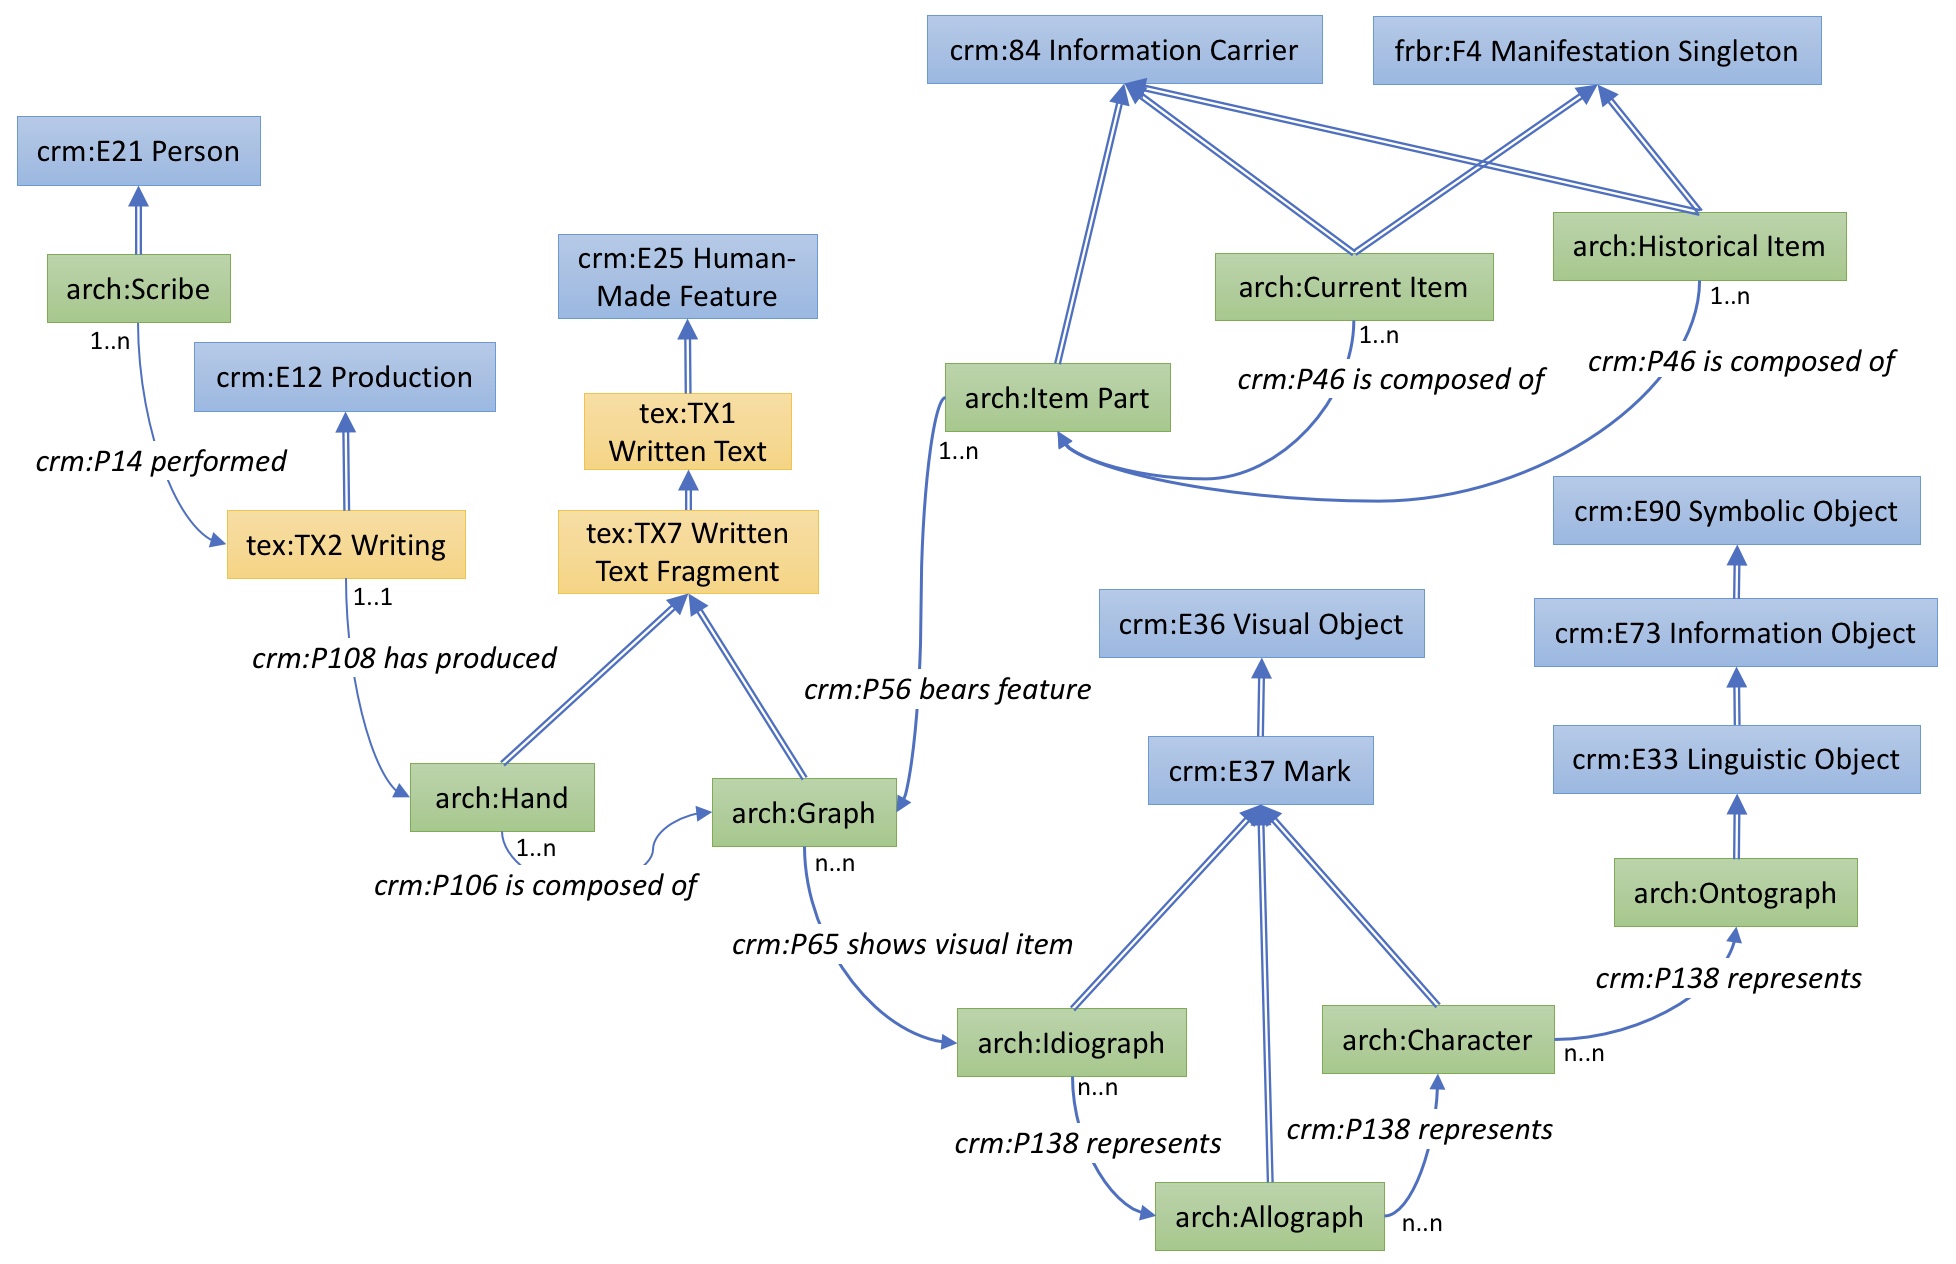 crm:84 Information Carrier
frbr:F4 Manifestation Singleton
crm:E21 Person
arch:Scribe
1..n
crm:P14 performed
crm:E12 Production
tex:TX2 Writing
1..1
crm:P108 has produced
crm:E25 Human-
Made Feature
tex:TX1
Written Text
tex:TX7 Written
Text Fragment
arch:Hand
1..n
crm:P106 is composed of
arch:Graph
n..n
crm:P65 shows visual item
arch:Historical Item
1..n
crm:P46 is composed of
arch:Current Item
1..n
crm:P46 is composed of
arch:Item Part
1..n
crm:P56 bears feature
crm:E36 Visual Object
crm:E37 Mark
arch:Idiograph
n..n
crm:P138 represents
arch:Allograph
n..n
crm:P138 represents
arch:Character
n..n
crm:P138 represents
crm:E90 Symbolic Object
crm:E73 Information Object
crm:E33 Linguistic Object
arch:Ontograph